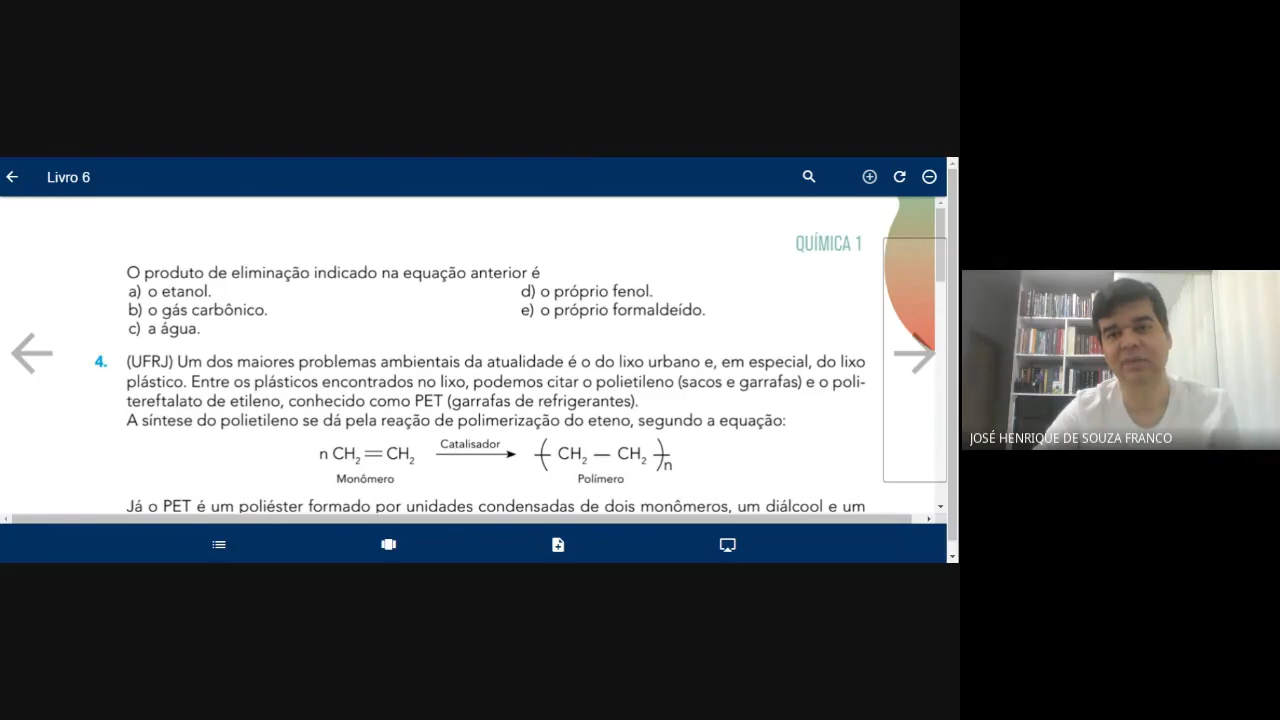 Livro 6
QUÍMICA 1
O produto de eliminação indicado na equação anterior é
a) o etanol.
d) o próprio fenol.
b) o gás carbônico.
e) o próprio formaldeído.
c) a água.
4. (UFRJ) Um dos maiores problemas ambientais da atualidade é o do lixo urbano e, em especial, do lixo
plástico. Entre os plásticos encontrados no lixo, podemos citar o polietileno (sacos e garrafas) e o poli-
tereftalato de etileno, conhecido como PET (garrafas de refrigerantes).
A síntese do polietileno se dá pela reação de polimerização do eteno, segundo a equação:
Catalisador
n CH₂=CH₂ → ( CH₂ — CH₂ )n
Monômero
Polímero
Já o PET é um poliéster formado por unidades condensadas de dois monômeros, um diálcool e um
JOSÉ HENRIQUE DE SOUZA FRANCO